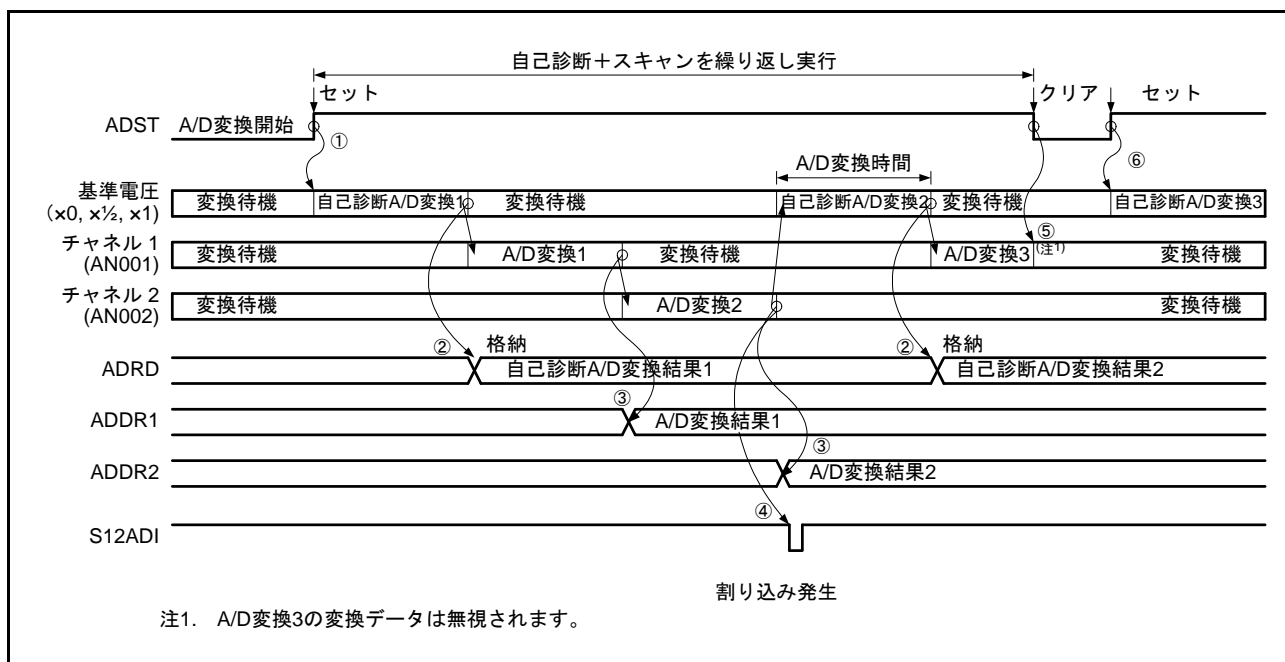 自己診断+スキャンを繰り返し実行
セット クリア セット
ADST A/D変換開始 ① ⑥
A/D変換時間
基準電圧
(×0, ×½, ×1) 変換待機 自己診断A/D変換1 変換待機 自己診断A/D変換2 変換待機 自己診断A/D変換3
⑤
チャネル 1
(AN001) 変換待機 A/D変換1 変換待機 A/D変換3 (注1) 変換待機
チャネル 2
(AN002) 変換待機 A/D変換2 変換待機
② 格納 ② 格納
ADRD 自己診断A/D変換結果1 自己診断A/D変換結果2
③
ADDR1 A/D変換結果1
③
ADDR2 A/D変換結果2
④
S12ADI
割り込み発生
注1. A/D変換3の変換データは無視されます。